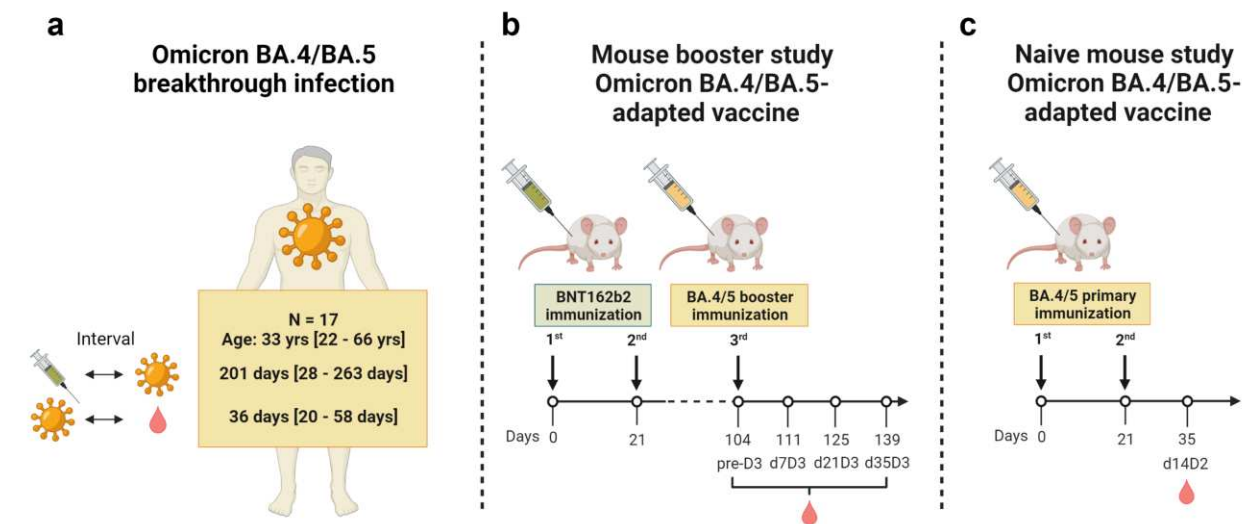 a
Omicron BA.4/BA.5
breakthrough infection
Interval
N = 17
Age: 33 yrs [22 - 66 yrs]
201 days [28 - 263 days]
36 days [20 - 58 days]
b
Mouse booster study
Omicron BA.4/BA.5-
adapted vaccine
BNT162b2
immunization
BA.4/5 booster
immunization
1st 2nd 3rd
Days 0 21 104 111 125 139
pre-D3 d7D3 d21D3 d35D3
c
Naive mouse study
Omicron BA.4/BA.5-
adapted vaccine
BA.4/5 primary
immunization
1st 2nd
Days 0 21 35
d14D2